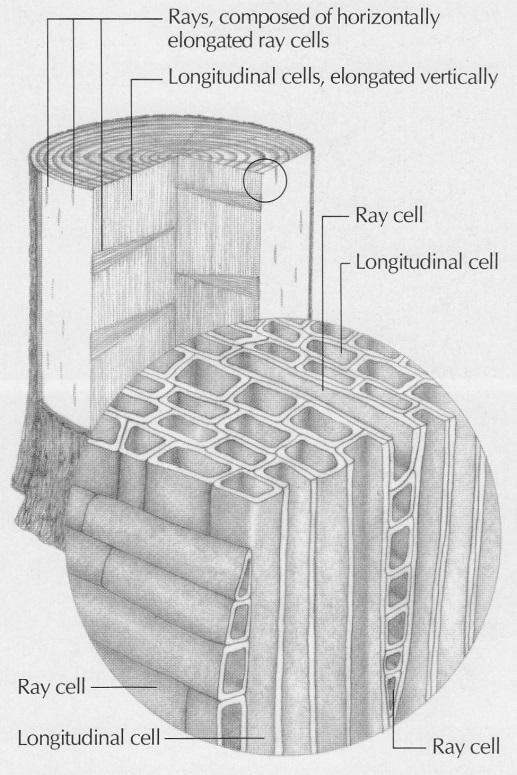 Rays, composed of horizontally
elongated ray cells
Longitudinal cells, elongated vertically
Ray cell
Longitudinal cell
Ray cell
Longitudinal cell
Ray cell